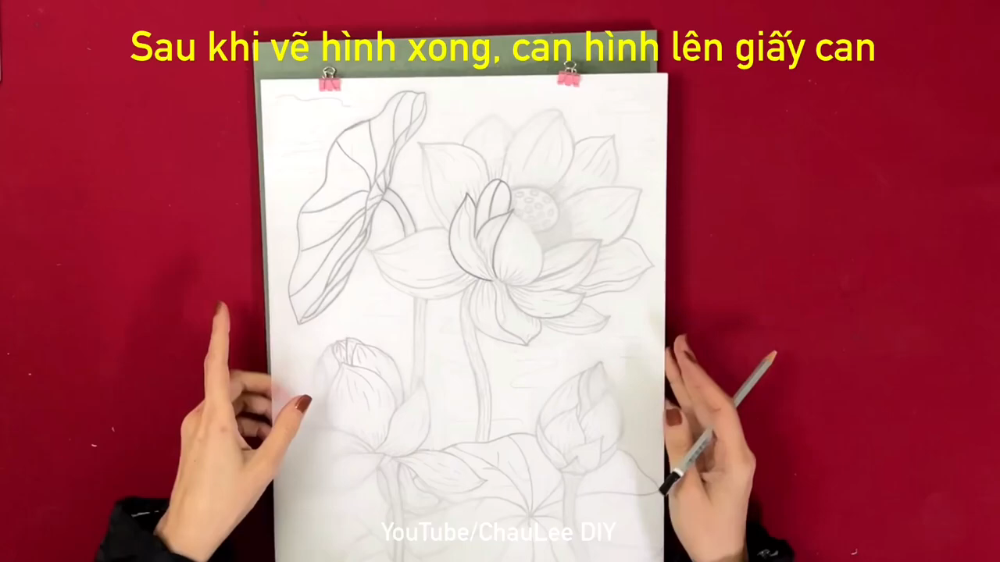 Sau khi vẽ hình xong, can hình lên giấy can
YouTube/ChauLee DIY